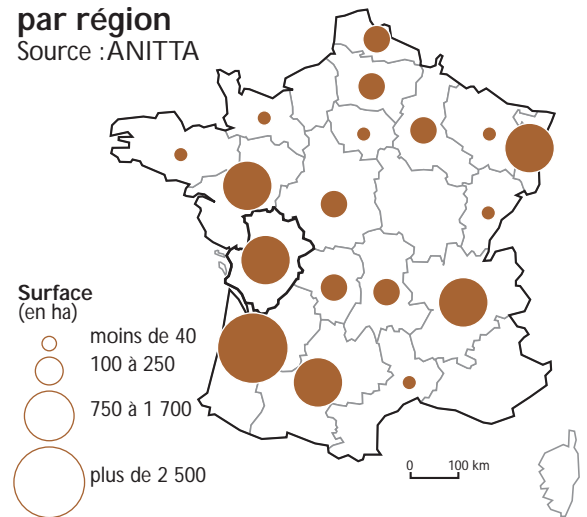 par région
Source : ANITTA
Surface
(en ha)
moins de 40
100 à 250
750 à 1 700
plus de 2 500
0 100 km